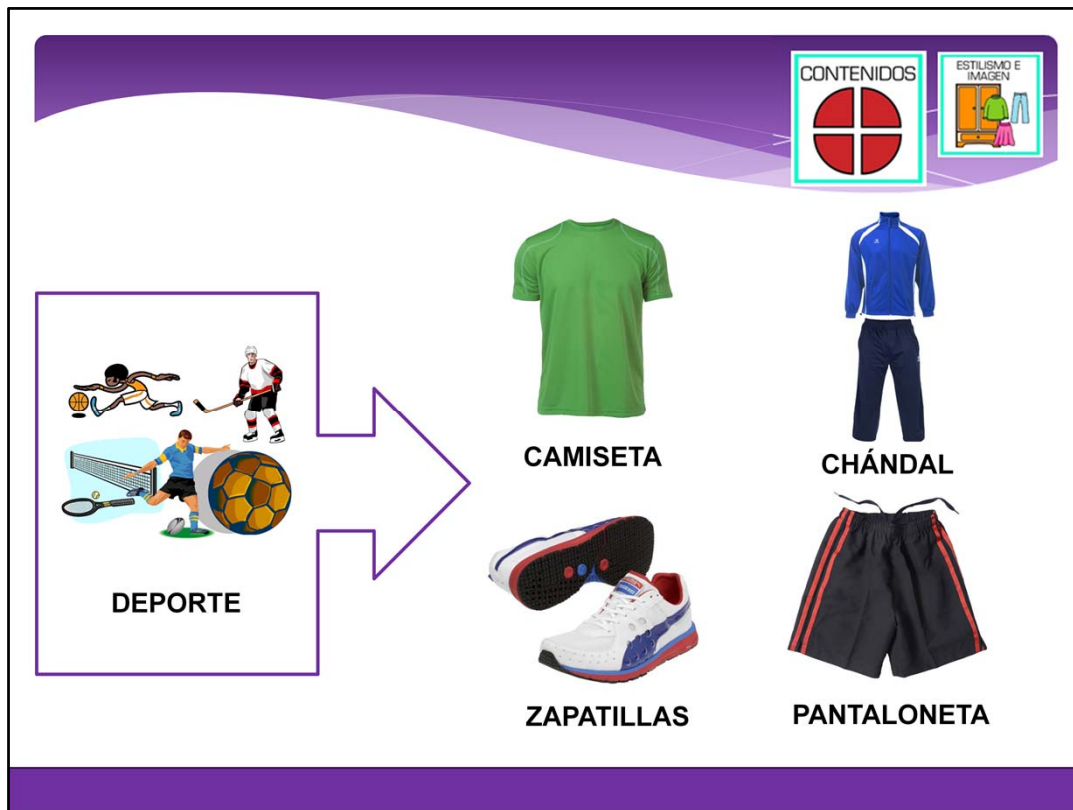 CONTENIDOS
ESTILISMO E
IMAGEN
DEPORTE
CAMISETA
CHÁNDAL
ZAPATILLAS
PANTALONETA